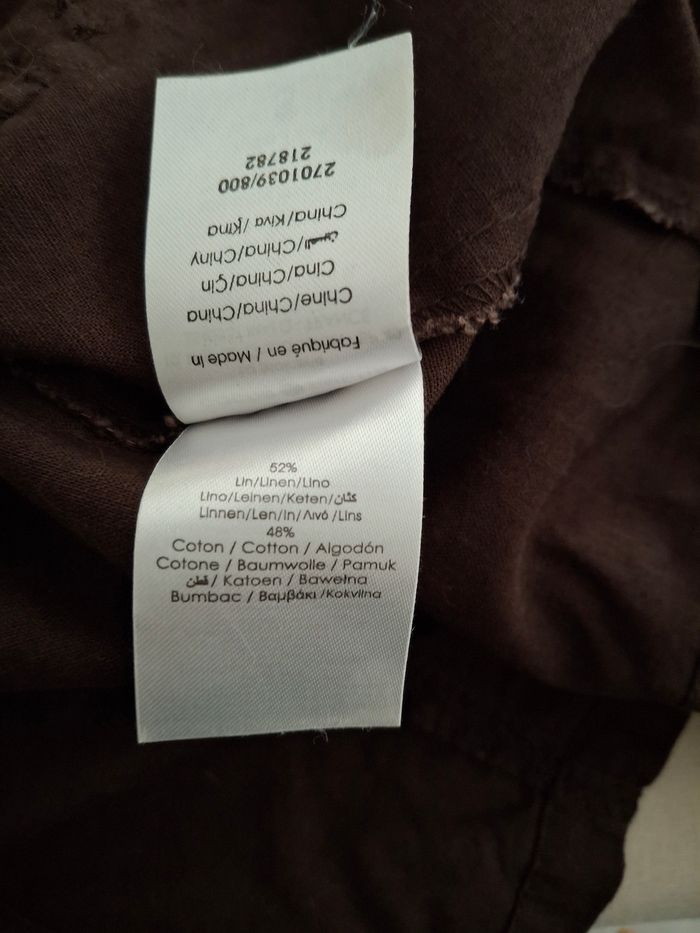 Fabriqué en / Made in
Chine/China/China
Cina/China/Çin
الصين/China/Chiny
China/Κίνα/Ķīna
2701039/800
218782
52%
Lin/Linen/Lino
Lino/Leinen/Keten/كتان
Linnen/Len/In/Λινό/Lins
48%
Coton / Cotton / Algodón
Cotone / Baumwolle / Pamuk
قطن / Katoen / Bawełna
Bumbac / Βαμβάκι /Kokvilna